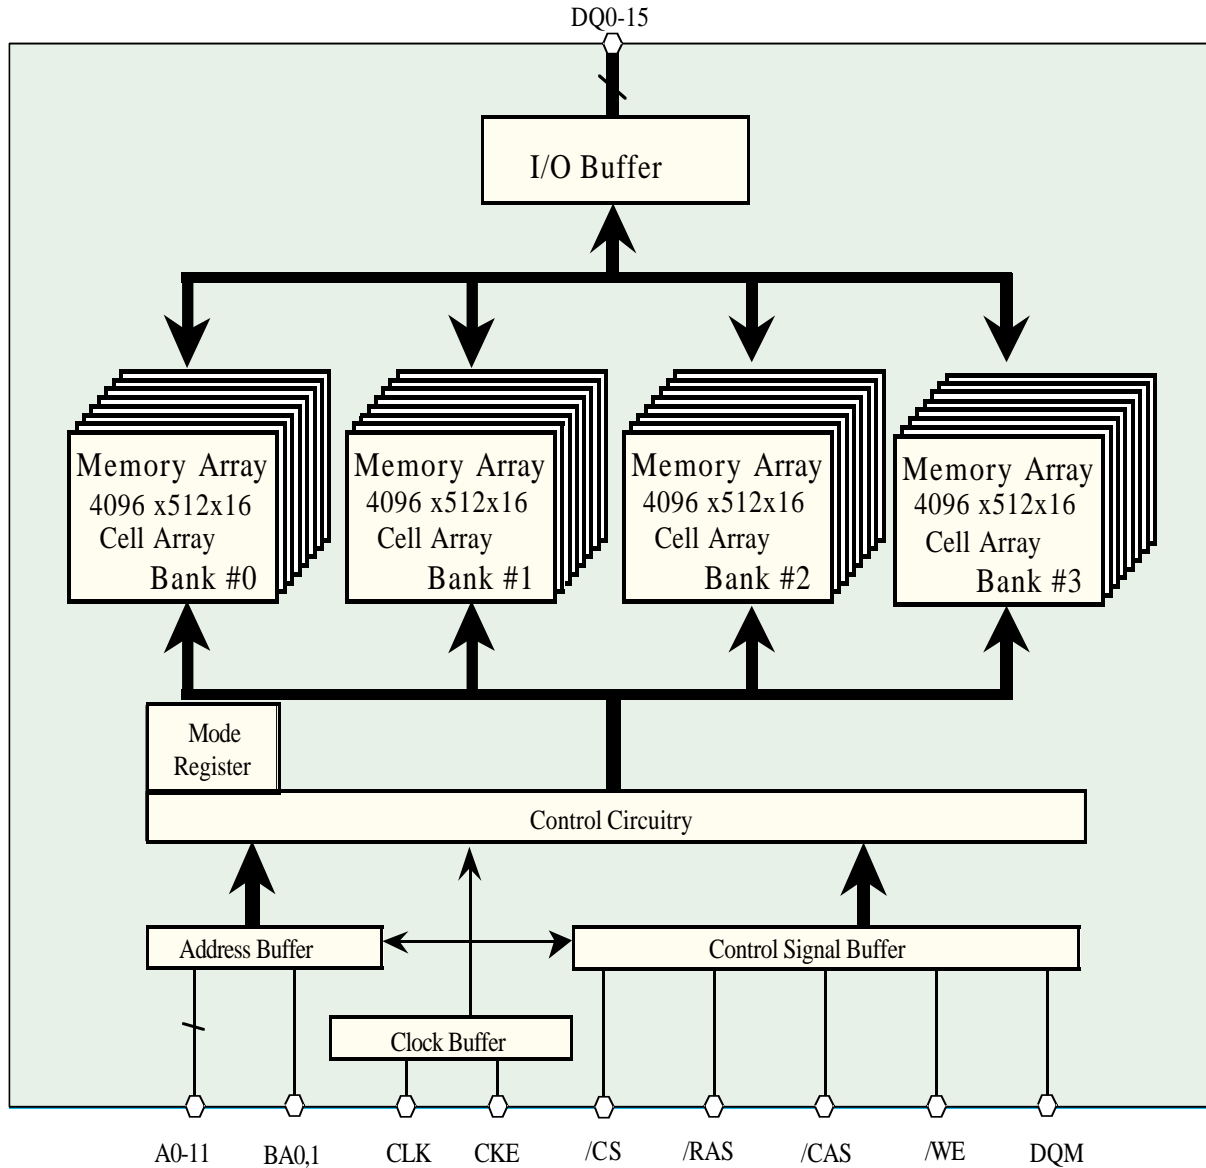 DQ0-15
I/O Buffer
Memory Array
4096 x512x16
Cell Array
Bank #0
Memory Array
4096 x512x16
Cell Array
Bank #1
Memory Array
4096 x512x16
Cell Array
Bank #2
Memory Array
4096 x512x16
Cell Array
Bank #3
Mode
Register
Control Circuitry
Address Buffer
Control Signal Buffer
Clock Buffer
A0-11
BA0,1
CLK
CKE
/CS
/RAS
/CAS
/WE
DQM